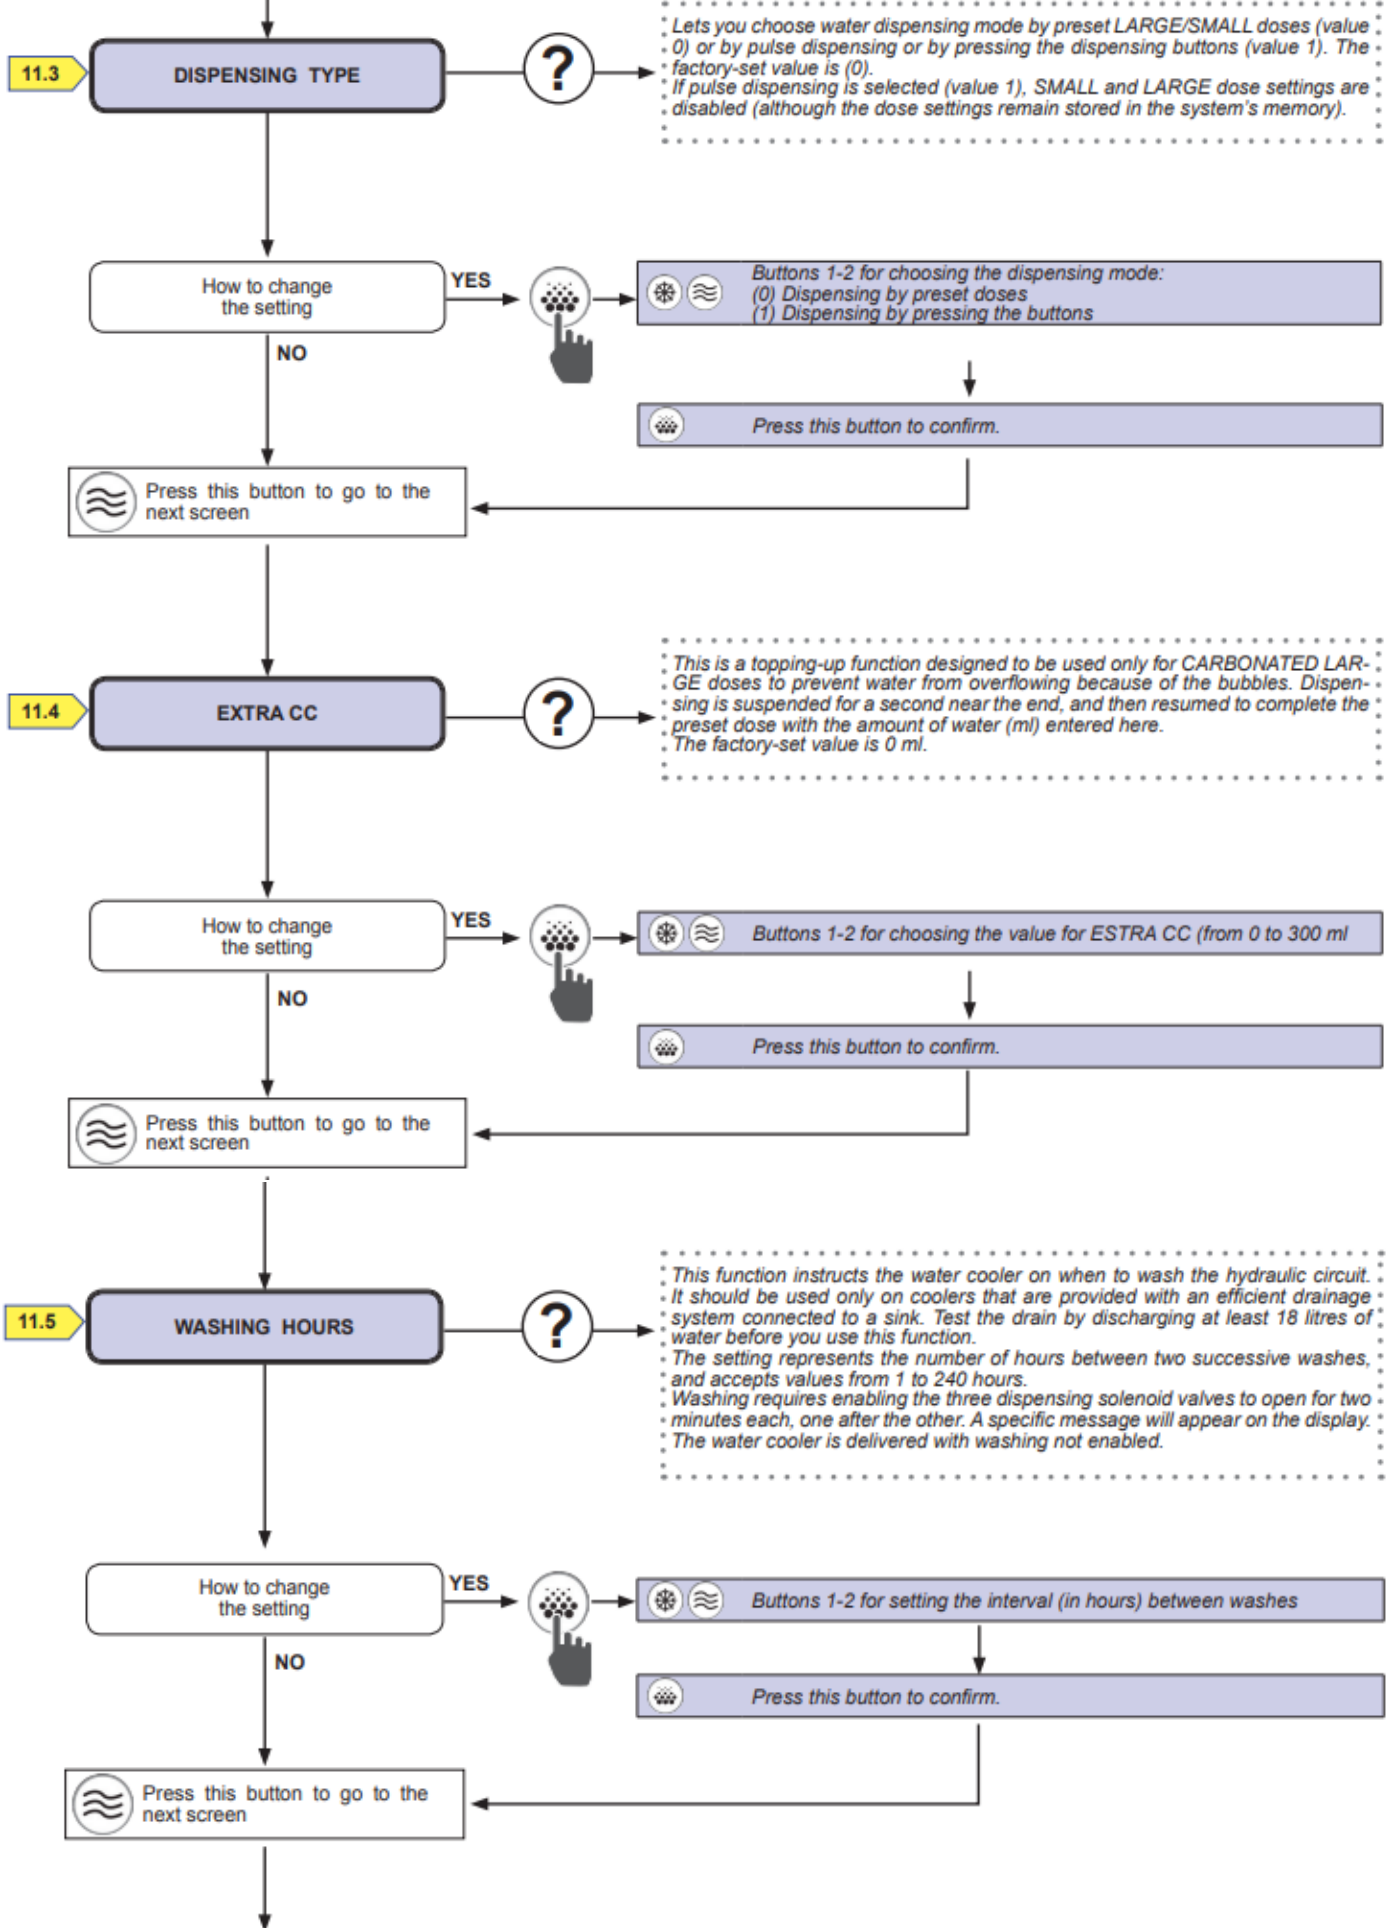 Lets you choose water dispensing mode by preset LARGE/SMALL doses (value
0) or by pulse dispensing or by pressing the dispensing buttons (value 1). The
factory-set value is (0).
If pulse dispensing is selected (value 1), SMALL and LARGE dose settings are
disabled (although the dose settings remain stored in the system's memory).
11.3
DISPENSING TYPE
?
How to change
the setting
YES
Buttons 1-2 for choosing the dispensing mode:
(0) Dispensing by preset doses
(1) Dispensing by pressing the buttons
NO
Press this button to confirm.
Press this button to go to the
next screen
This is a topping-up function designed to be used only for CARBONATED LAR-
GE doses to prevent water from overflowing because of the bubbles. Dispen-
sing is suspended for a second near the end, and then resumed to complete the
preset dose with the amount of water (ml) entered here.
The factory-set value is 0 ml.
11.4
EXTRA CC
?
How to change
the setting
YES
Buttons 1-2 for choosing the value for ESTRA CC (from 0 to 300 ml
NO
Press this button to confirm.
Press this button to go to the
next screen
This function instructs the water cooler on when to wash the hydraulic circuit.
It should be used only on coolers that are provided with an efficient drainage
system connected to a sink. Test the drain by discharging at least 18 litres of
water before you use this function.
The setting represents the number of hours between two successive washes,
and accepts values from 1 to 240 hours.
Washing requires enabling the three dispensing solenoid valves to open for two
minutes each, one after the other. A specific message will appear on the display.
The water cooler is delivered with washing not enabled.
11.5
WASHING HOURS
?
How to change
the setting
YES
Buttons 1-2 for setting the interval (in hours) between washes
NO
Press this button to confirm.
Press this button to go to the
next screen